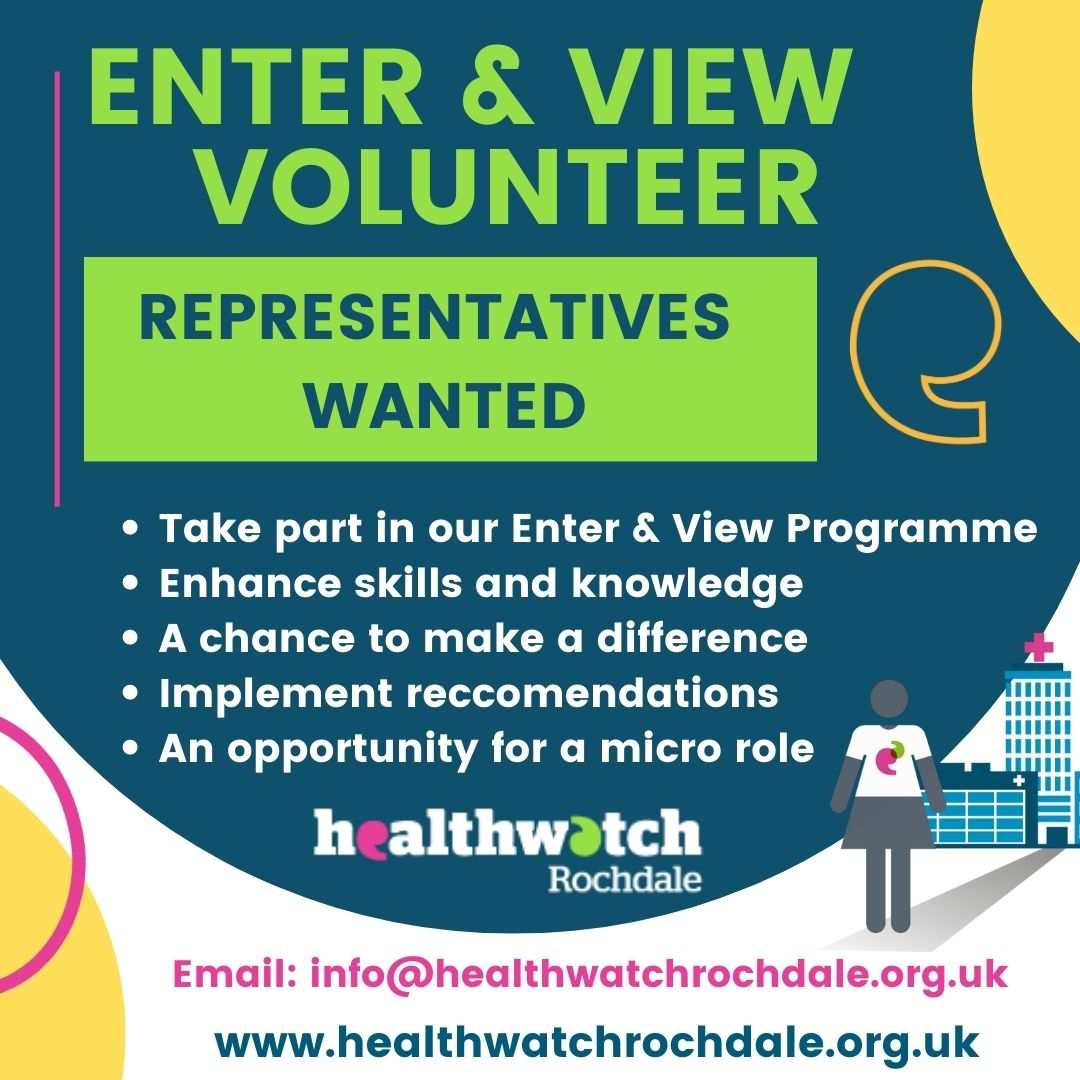 ENTER & VIEW
VOLUNTEER
REPRESENTATIVES
WANTED
• Take part in our Enter & View Programme
• Enhance skills and knowledge
• A chance to make a difference
• Implement reccomendations
• An opportunity for a micro role
healthwatch
Rochdale
Email: info@healthwatchrochdale.org.uk
www.healthwatchrochdale.org.uk